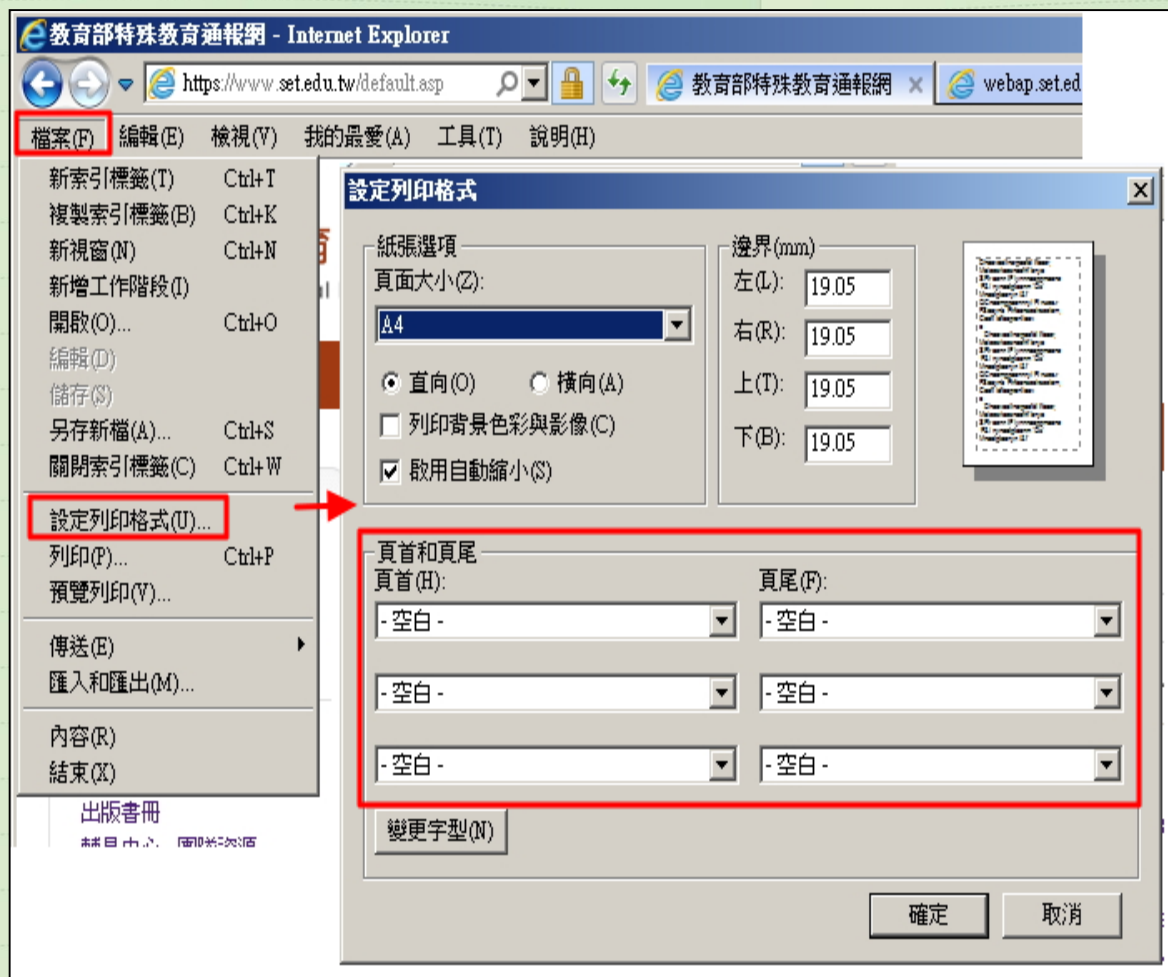 教育部特殊教育通報網 - Internet Explorer
https://www.set.edu.tw/default.asp
教育部特殊教育通報網
webap.set.ed
檔案(F) 編輯(E) 檢視(V) 我的最愛(A) 工具(T) 說明(H)
新索引標籤(T) Ctrl+T
複製索引標籤(B) Ctrl+K
新視窗(N) Ctrl+N
新增工作階段(I)
開啟(O)... Ctrl+O
編輯(D)
儲存(S)
另存新檔(A)... Ctrl+S
關閉索引標籤(C) Ctrl+W
設定列印格式(U)...
列印(P)... Ctrl+P
預覽列印(V)...
傳送(E)
匯入和匯出(M)...
內容(R)
結束(X)
出版書冊
設定列印格式
紙張選項
頁面大小(Z):
A4
直向(O) 橫向(A)
列印背景色彩與影像(C)
啟用自動縮小(S)
邊界(mm)
左(L): 19.05
右(R): 19.05
上(T): 19.05
下(B): 19.05
頁首和頁尾
頁首(H): 頁尾(F):
- 空白 - - 空白 -
- 空白 - - 空白 -
- 空白 - - 空白 -
變更字型(N)
確定 取消